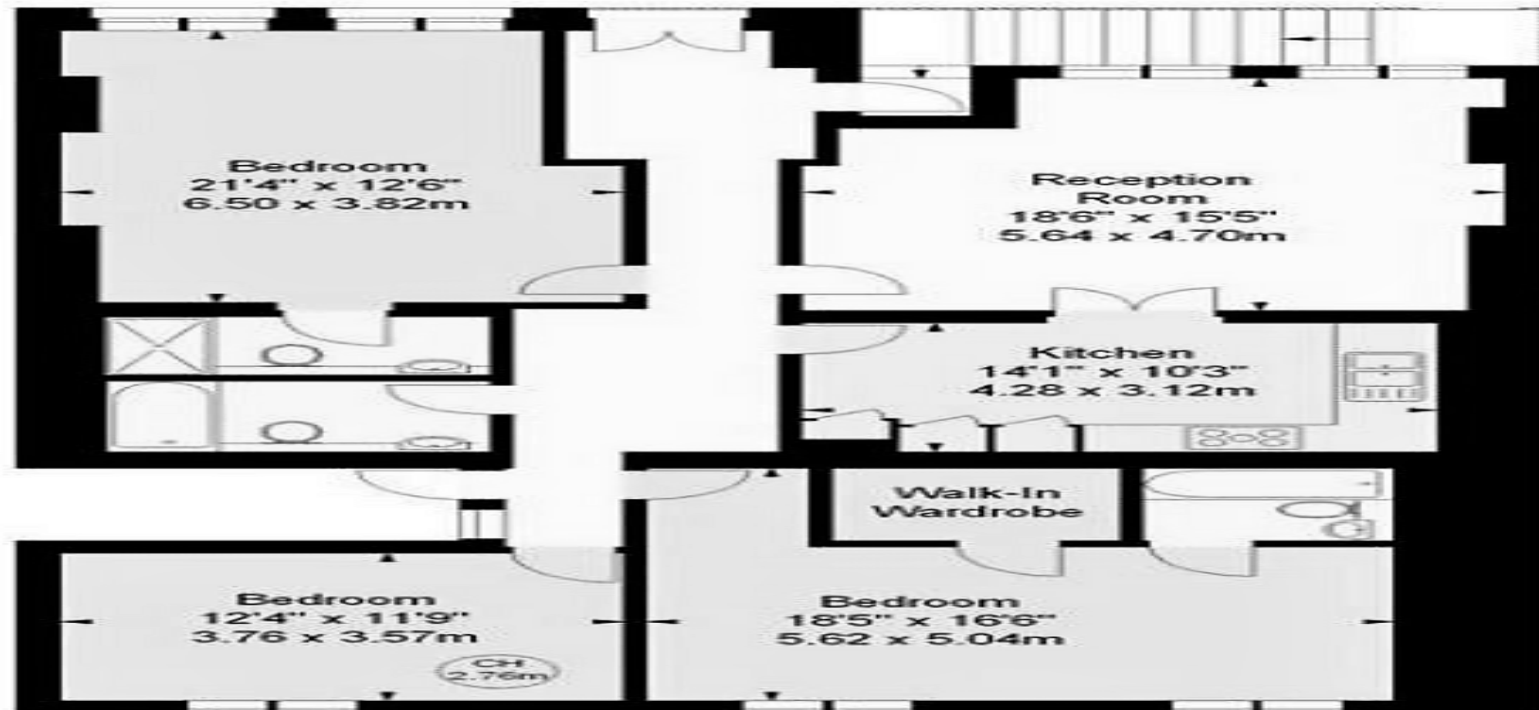 Bedroom
21'4" x 12'6"
6.50 x 3.82m
Reception
Room
18'6" x 15'5"
5.64 x 4.70m
Kitchen
14'1" x 10'3"
4.28 x 3.12m
Walk-In
Wardrobe
Bedroom
12'4" x 11'9"
3.76 x 3.57m
CH
2.76m
Bedroom
18'5" x 16'6"
5.62 x 5.04m